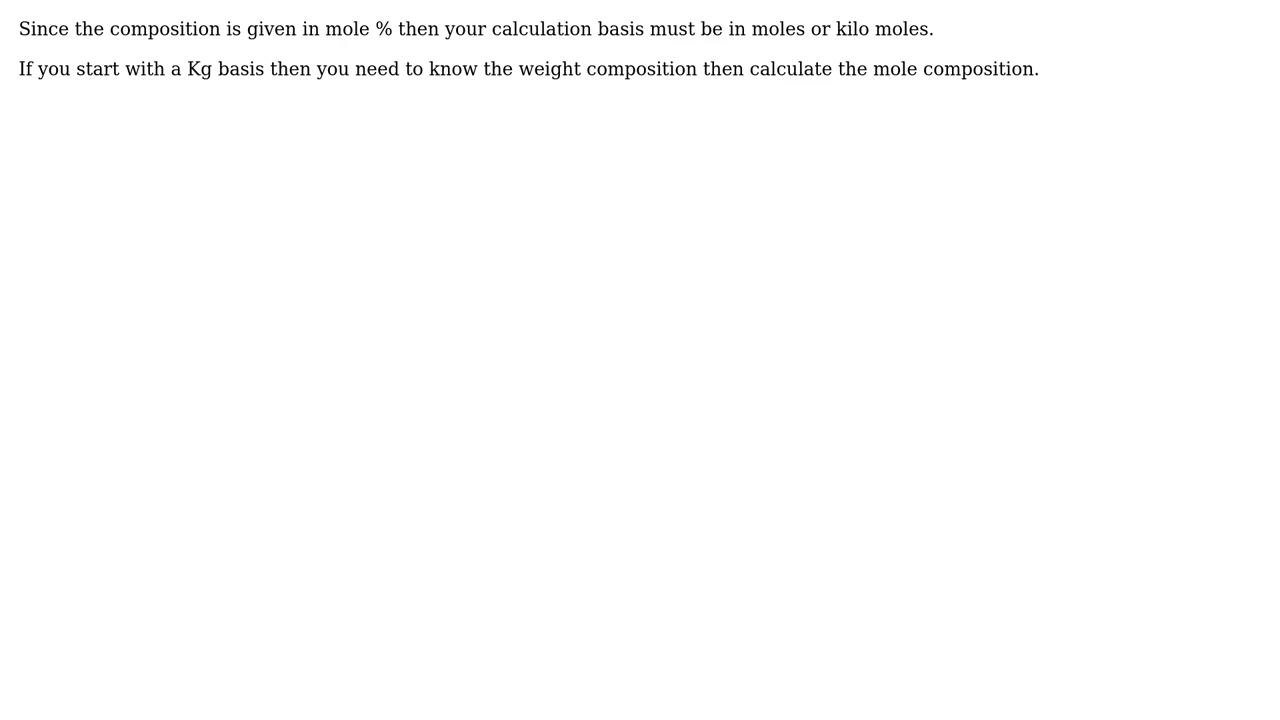 Since the composition is given in mole % then your calculation basis must be in moles or kilo moles.
If you start with a Kg basis then you need to know the weight composition then calculate the mole composition.